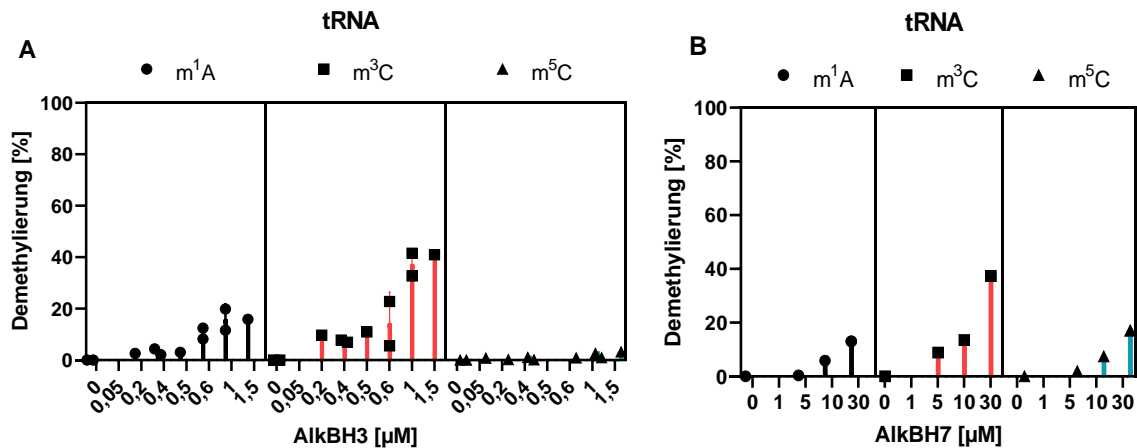 tRNA
A
m¹A m³C m⁵C
Demethylierung [%]
100
80
60
40
20
0
0 0,05 0,2 0,4 0,5 0,6 1 1,5 0 0,05 0,2 0,4 0,5 0,6 1 1,5 0 0,05 0,2 0,4 0,5 0,6 1 1,5
AlkBH3 [µM]
tRNA
B
m¹A m³C m⁵C
Demethylierung [%]
100
80
60
40
20
0
0 1 5 10 30 0 1 5 10 30 0 1 5 10 30
AlkBH7 [µM]